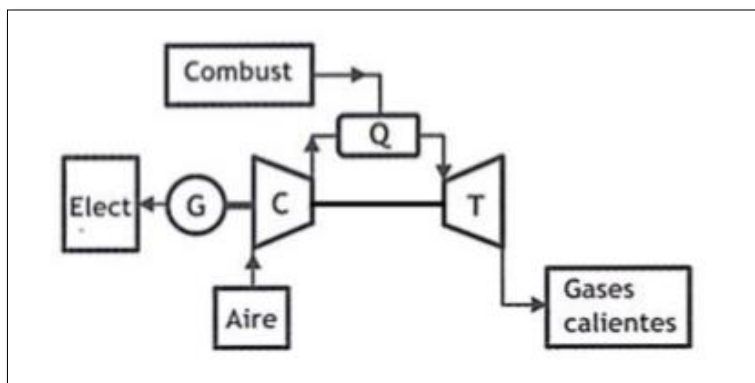 Combust
Q
Elect
G
C
T
Aire
Gases
calientes